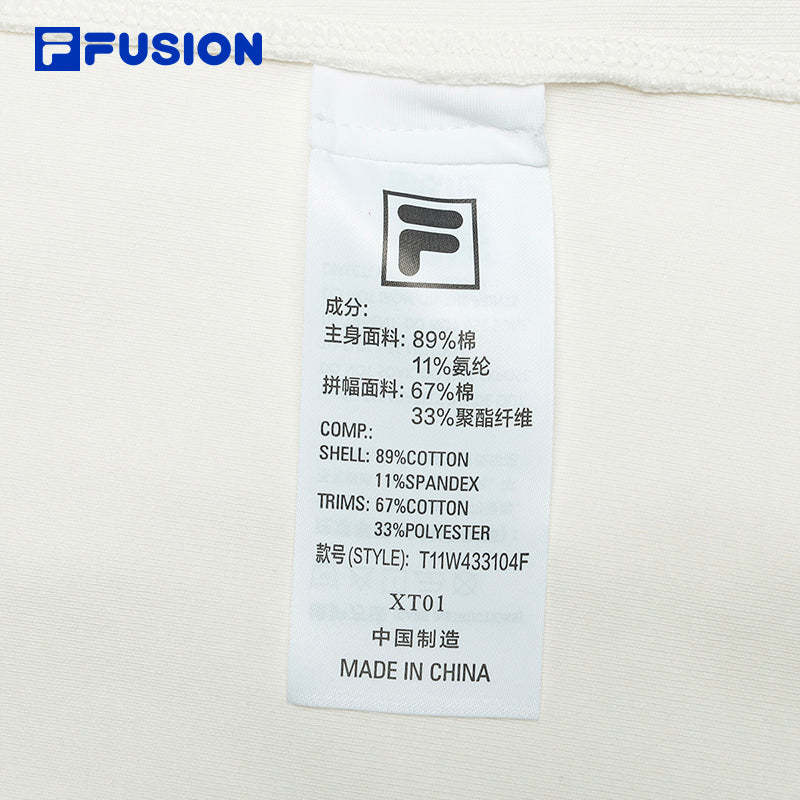 FUSION
成分:
主身面料: 89%棉
11%氨纶
拼幅面料: 67%棉
33%聚酯纤维
COMP.:
SHELL: 89%COTTON
11%SPANDEX
TRIMS: 67%COTTON
33%POLYESTER
款号(STYLE): T11W433104F
XT01
中国制造
MADE IN CHINA